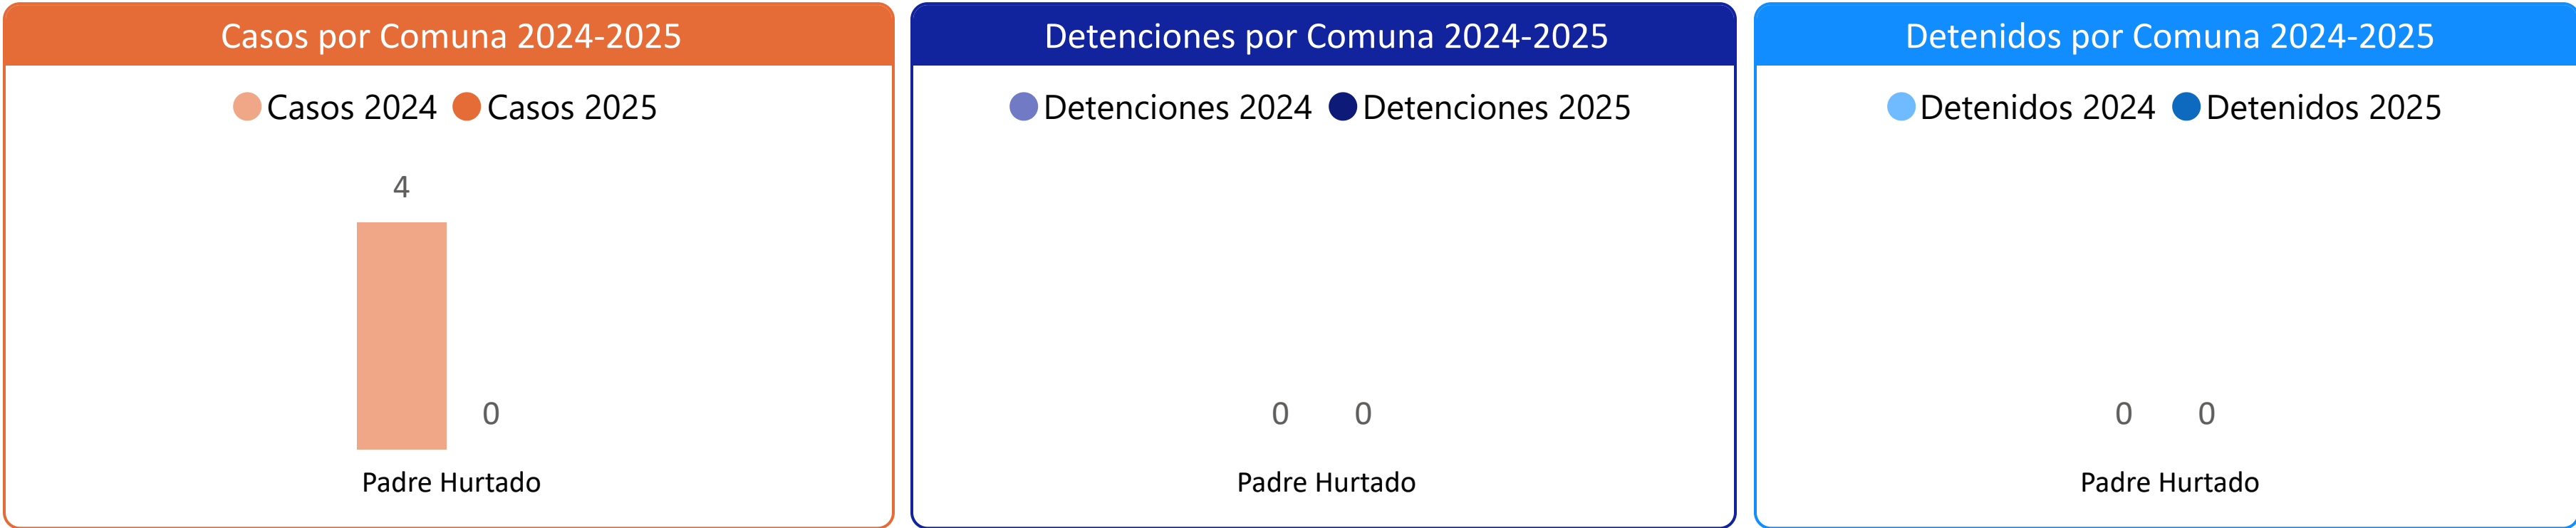 Casos por Comuna 2024-2025
Casos 2024 Casos 2025
4
0
Padre Hurtado
Detenciones por Comuna 2024-2025
Detenciones 2024 Detenciones 2025
0 0
Padre Hurtado
Detenidos por Comuna 2024-2025
Detenidos 2024 Detenidos 2025
0 0
Padre Hurtado